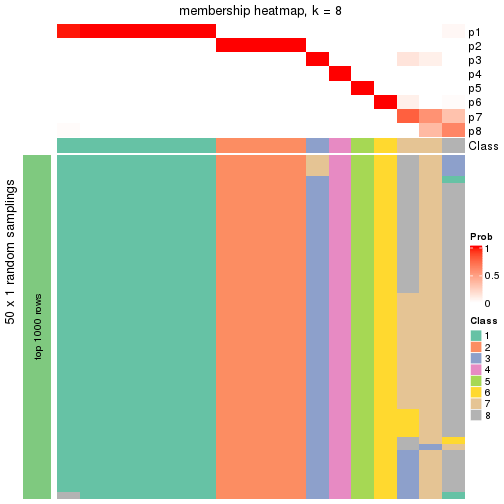 membership heatmap, k = 8
p1
p2
p3
p4
p5
p6
p7
p8
Class
50 x 1 random samplings
top 1000 rows
Prob
1
0.5
0
Class
1
2
3
4
5
6
7
8